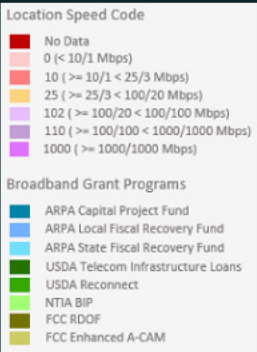 Location Speed Code
No Data
0 (< 10/1 Mbps)
10 ( >= 10/1 < 25/3 Mbps)
25 ( >= 25/3 < 100/20 Mbps)
102 ( >= 100/20 < 100/100 Mbps)
110 ( >= 100/100 < 1000/1000 Mbps)
1000 ( >= 1000/1000 Mbps)
Broadband Grant Programs
ARPA Capital Project Fund
ARPA Local Fiscal Recovery Fund
ARPA State Fiscal Recovery Fund
USDA Telecom Infrastructure Loans
USDA Reconnect
NTIA BIP
FCC RDOF
FCC Enhanced A-CAM